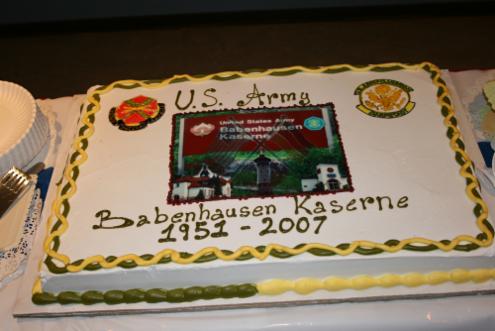 U.S. Army
United States Army
Babenhausen
Kaserne
Babenhausen Kaserne
1951 - 2007